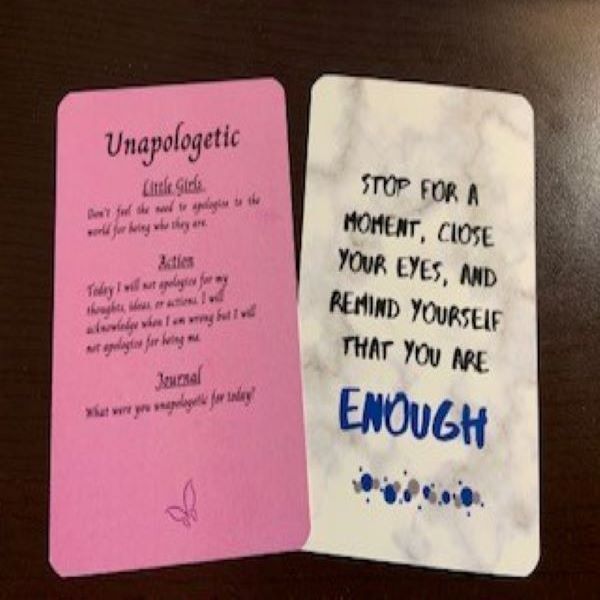 Unapologetic
Little Girls
Don't feel the need to apologize to the
world for being who they are.
Action
Today I will not apologize for my
thoughts, ideas, or actions. I will
acknowledge when I am wrong but I will
not apologize for being me.
Journal
What were you unapologetic for today?
STOP FOR A
MOMENT, CLOSE
YOUR EYES, AND
REMIND YOURSELF
THAT YOU ARE
ENOUGH